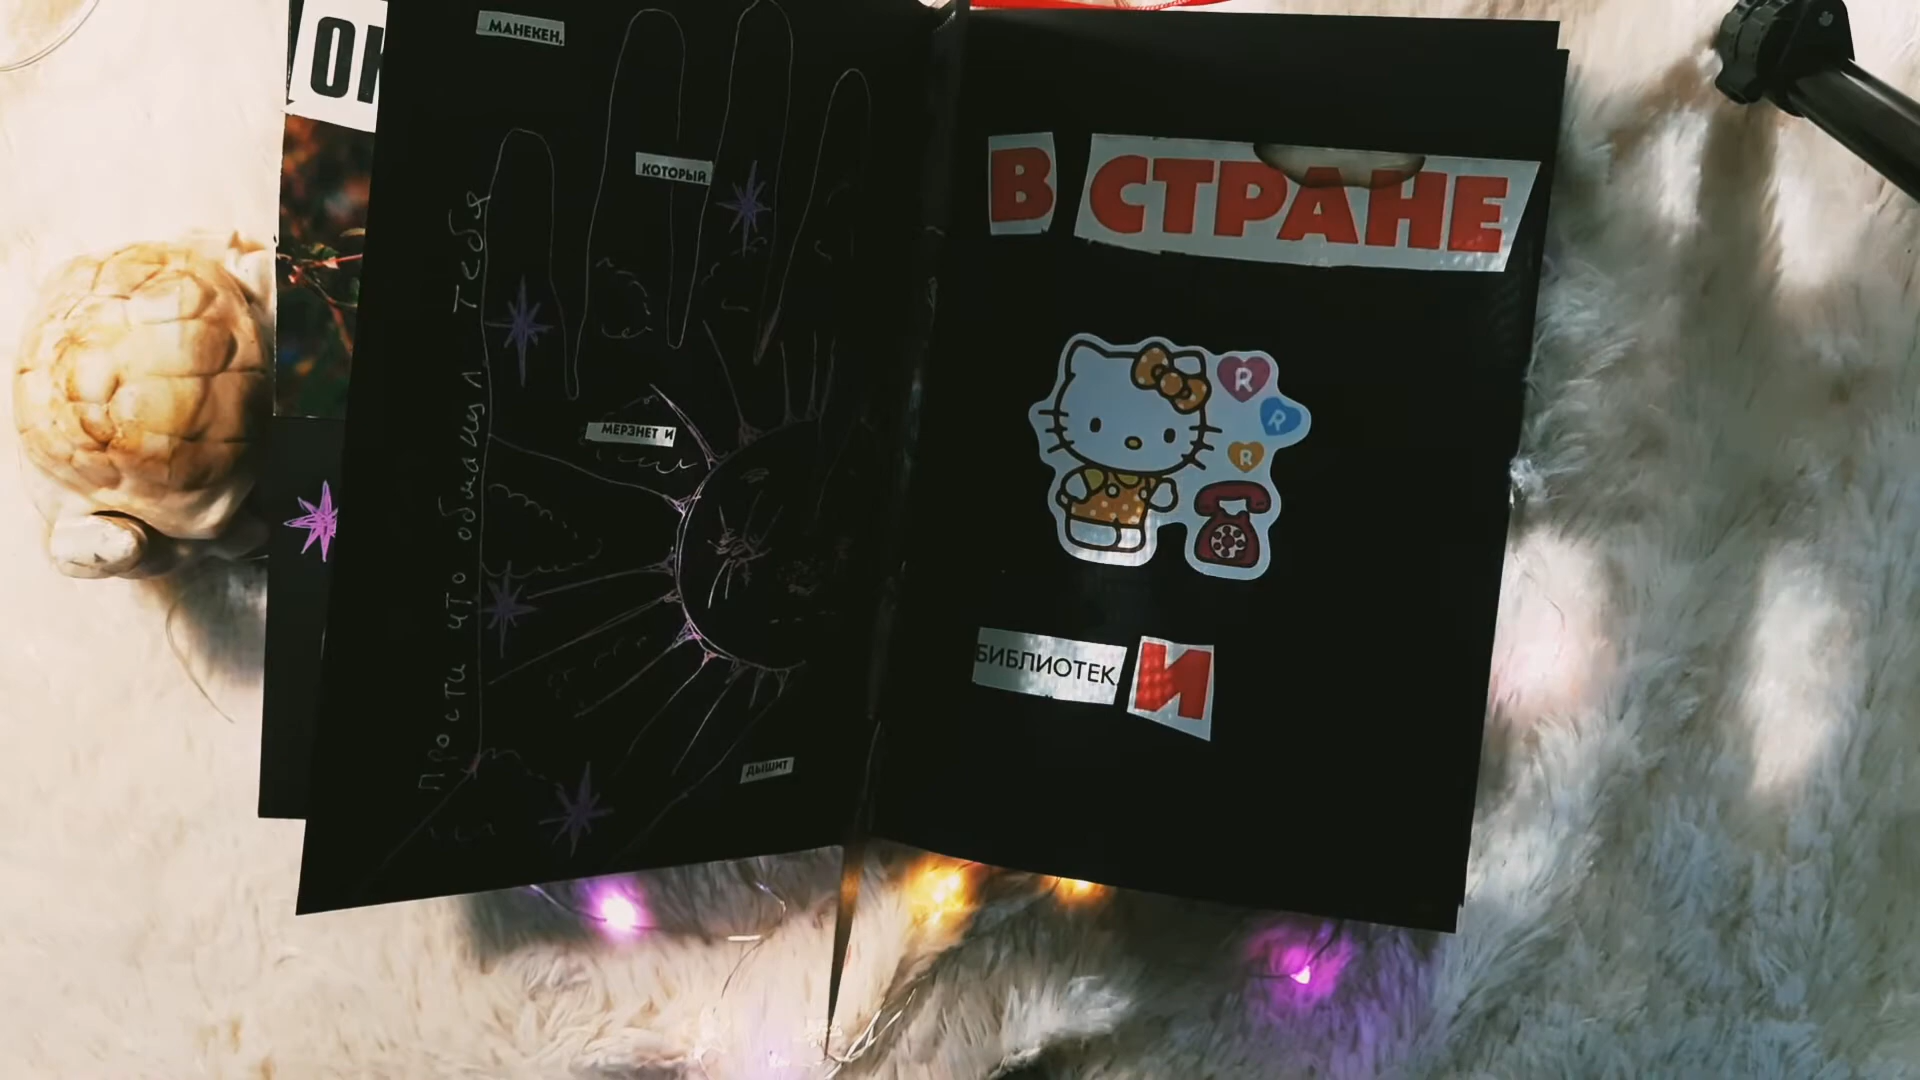 МАНЕКЕН,
КОТОРЫЙ
МЕРЗНЕТ И
ДЫШИТ
Прости что обманул тебя
В СТРАНЕ
R
R
R
БИБЛИОТЕК И